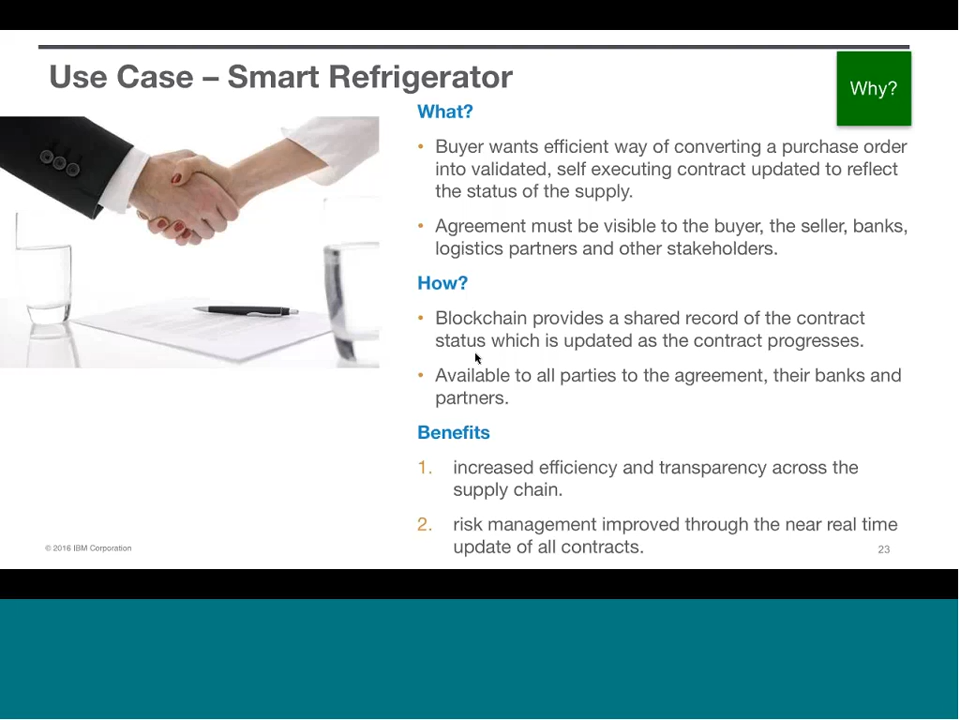 Use Case – Smart Refrigerator
Why?
What?
• Buyer wants efficient way of converting a purchase order
into validated, self executing contract updated to reflect
the status of the supply.
• Agreement must be visible to the buyer, the seller, banks,
logistics partners and other stakeholders.
How?
• Blockchain provides a shared record of the contract
status which is updated as the contract progresses.
• Available to all parties to the agreement, their banks and
partners.
Benefits
1. increased efficiency and transparency across the
supply chain.
2. risk management improved through the near real time
update of all contracts.
© 2016 IBM Corporation
23